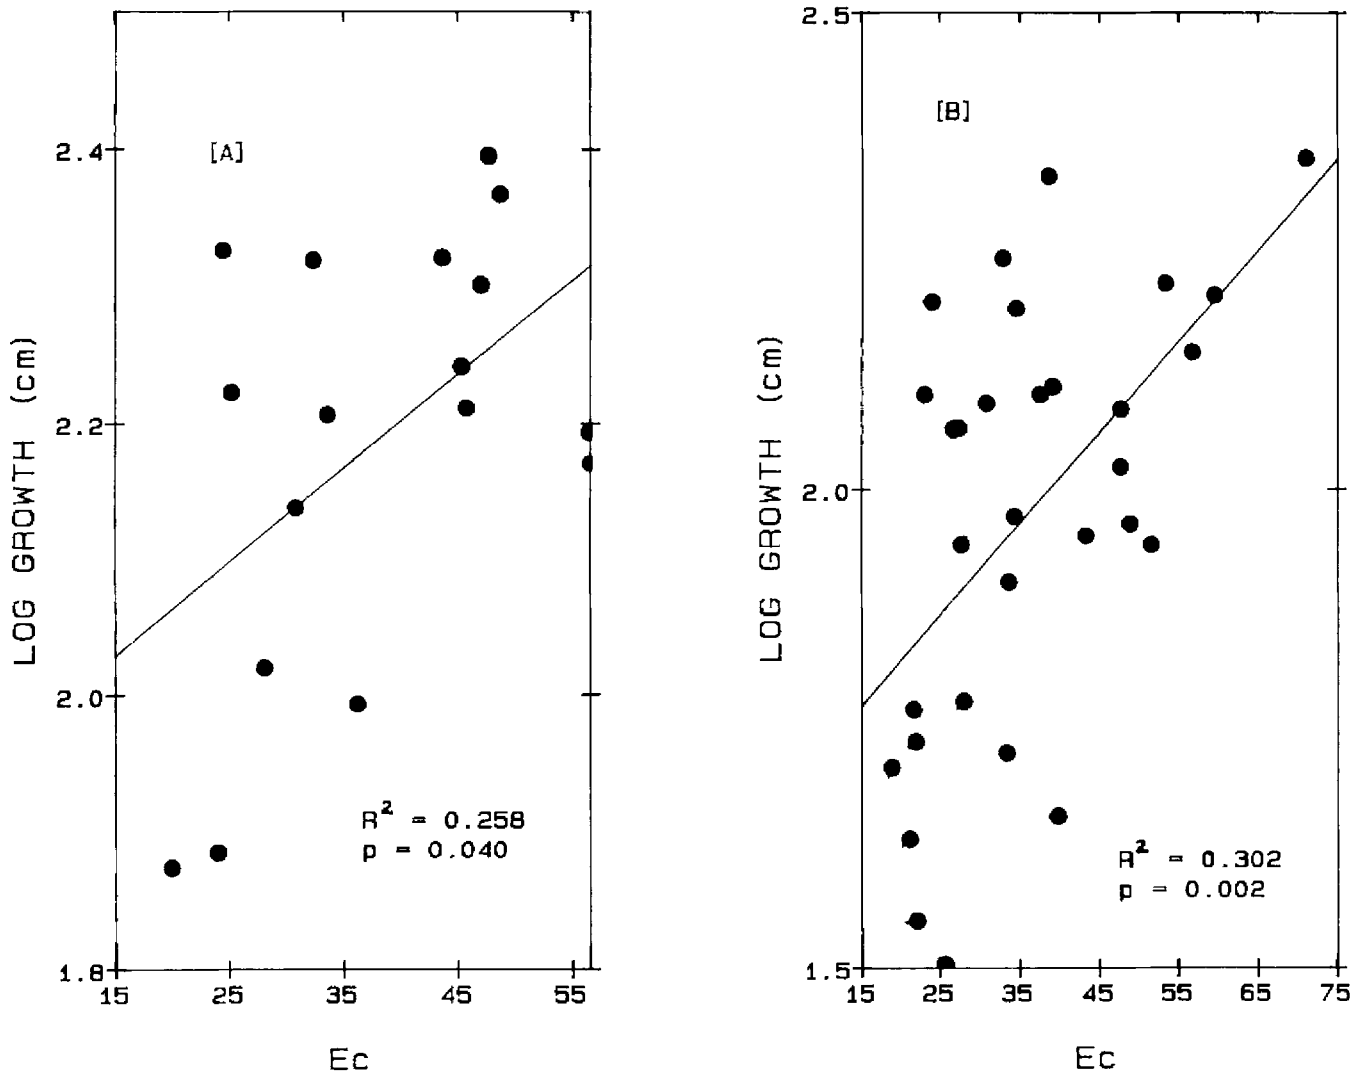 [A]
2.4
2.2
2.0
1.8
LOG GROWTH (cm)
R² = 0.258
p = 0.040
15 25 35 45 55
Ec
[B]
2.5
2.0
1.5
LOG GROWTH (cm)
R² = 0.302
p = 0.002
15 25 35 45 55 65 75
Ec